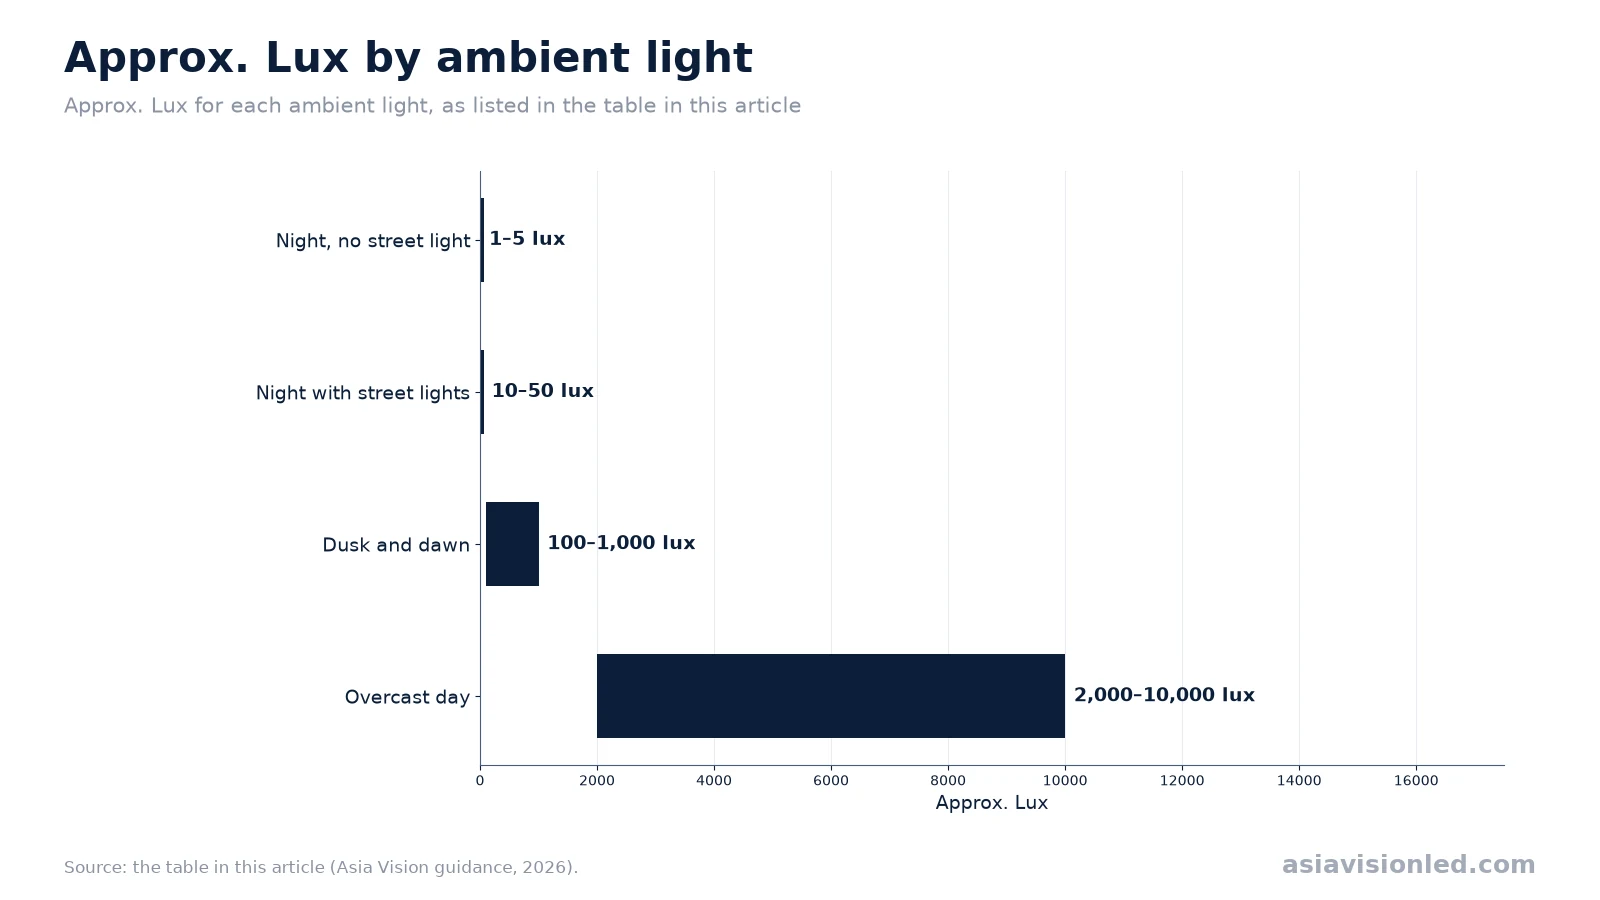 Approx. Lux by ambient light
Approx. Lux for each ambient light, as listed in the table in this article
Night, no street light
1–5 lux
Night with street lights
10–50 lux
Dusk and dawn
100–1,000 lux
Overcast day
2,000–10,000 lux
0 2000 4000 6000 8000 10000 12000 14000 16000
Approx. Lux
Source: the table in this article (Asia Vision guidance, 2026).
asiavisionled.com